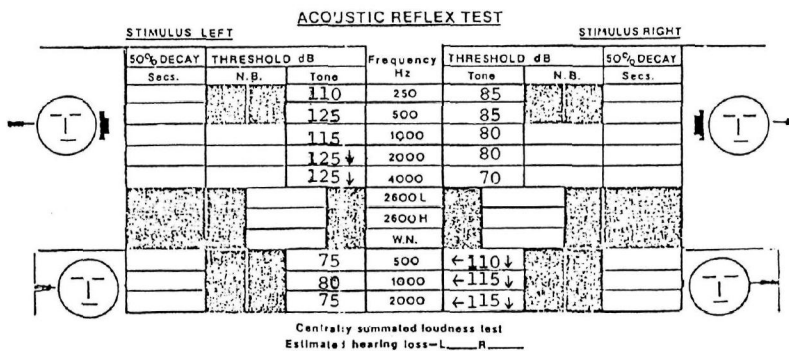 ACOUSTIC REFLEX TEST
STIMULUS LEFT STIMULUS RIGHT
50% DECAY THRESHOLD dB Frequency THRESHOLD dB 50% DECAY
Secs. N.B. Tone Hz Tone N.B. Secs.
110 250 85
125 500 85
115 1000 80
125 ↓ 2000 80
125 ↓ 4000 70
2600 L
2600 H
W.N.
75 500 ←110↓
80 1000 ←115↓
75 2000 ←115↓
Centrally summated loudness test
Estimated hearing loss–L____R____